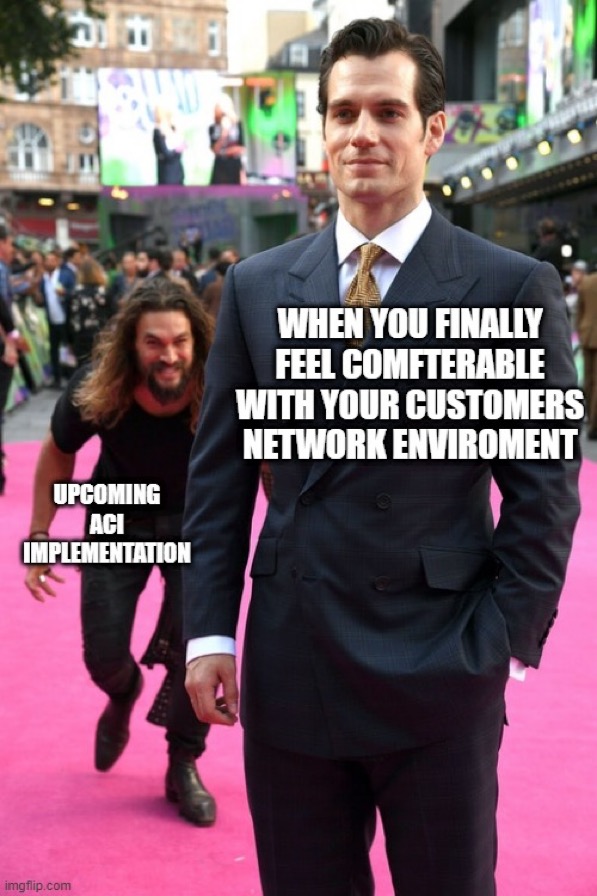 WHEN YOU FINALLY
FEEL COMFTERABLE
WITH YOUR CUSTOMERS
NETWORK ENVIROMENT
UPCOMING
ACI
IMPLEMENTATION
imgflip.com